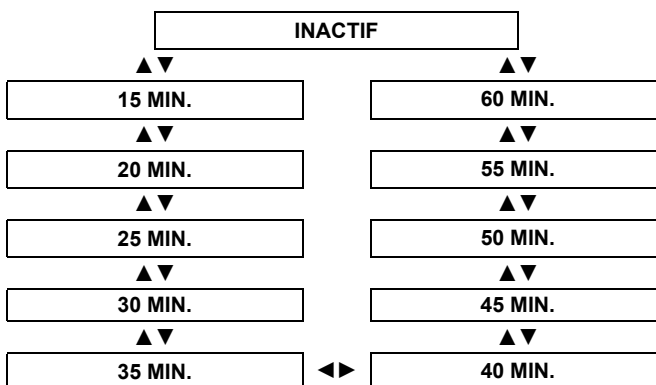 INACTIF
▲▼ ▲▼
15 MIN. 60 MIN.
▲▼ ▲▼
20 MIN. 55 MIN.
▲▼ ▲▼
25 MIN. 50 MIN.
▲▼ ▲▼
30 MIN. 45 MIN.
▲▼ ▲▼
35 MIN. ◄► 40 MIN.